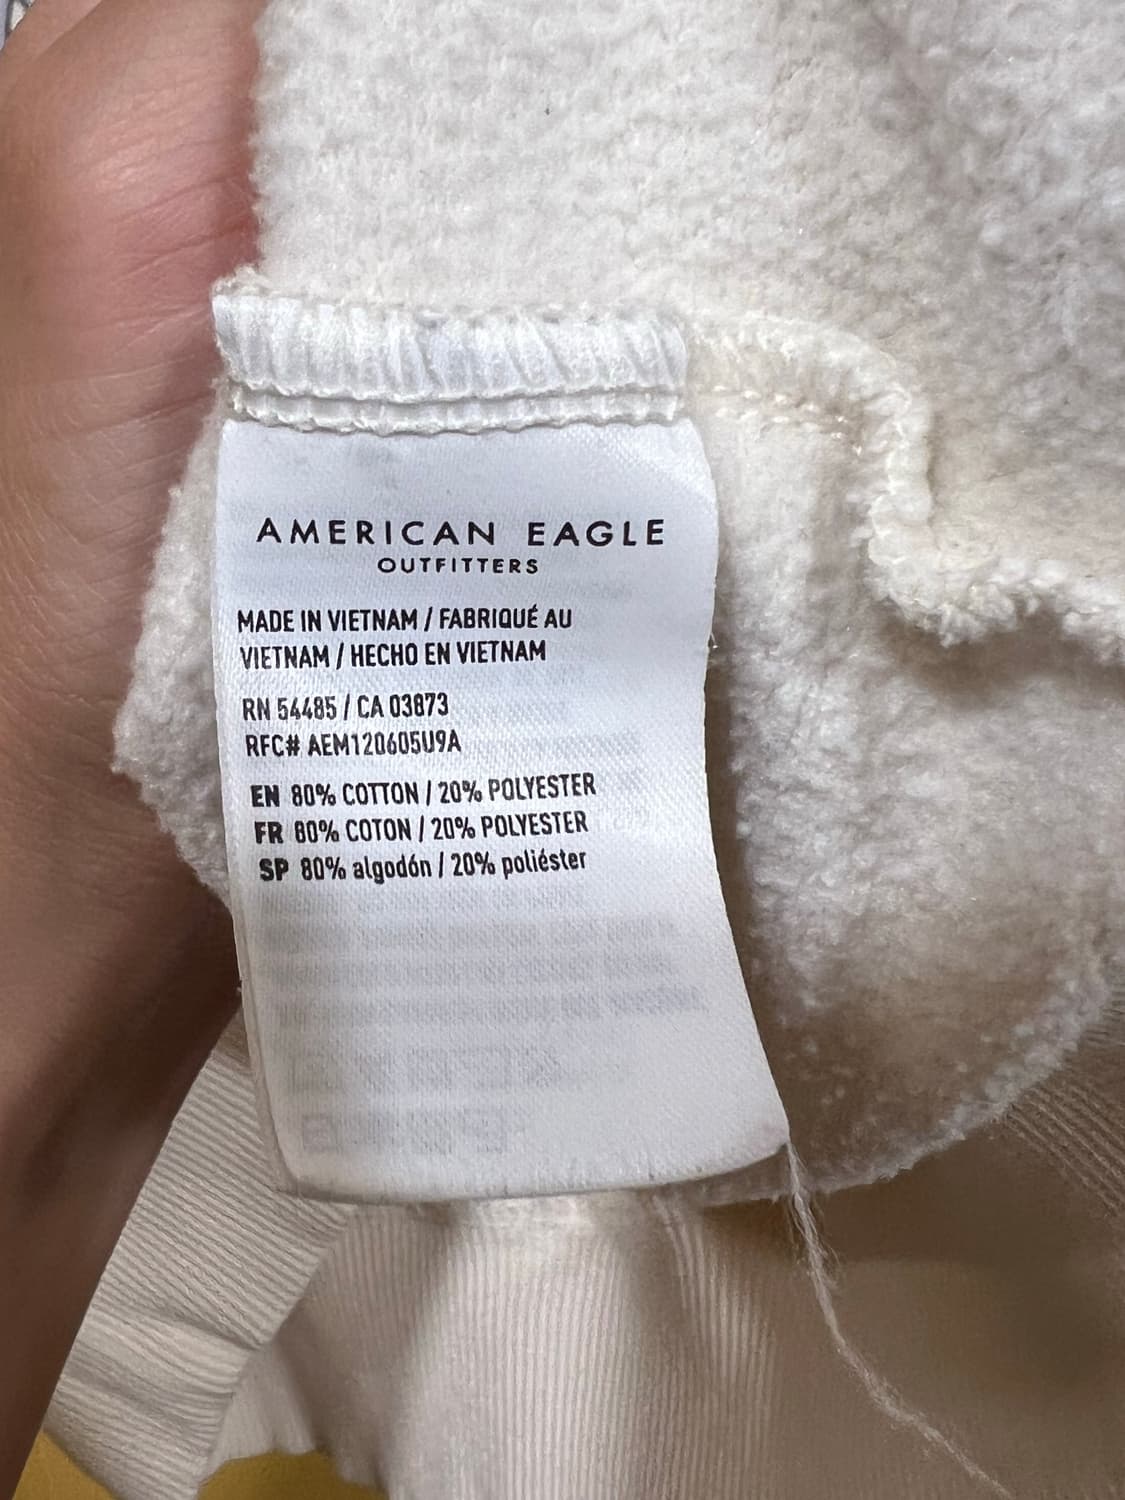 AMERICAN EAGLE
OUTFITTERS
MADE IN VIETNAM / FABRIQUÉ AU
VIETNAM / HECHO EN VIETNAM
RN 54485 / CA 03873
RFC# AEM120605U9A
EN 80% COTTON / 20% POLYESTER
FR 80% COTON / 20% POLYESTER
SP 80% algodón / 20% poliéster